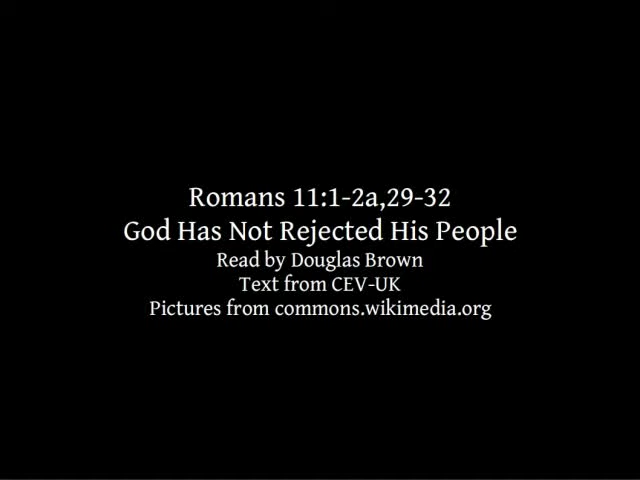 Romans 11:1-2a,29-32
God Has Not Rejected His People
Read by Douglas Brown
Text from CEV-UK
Pictures from commons.wikimedia.org